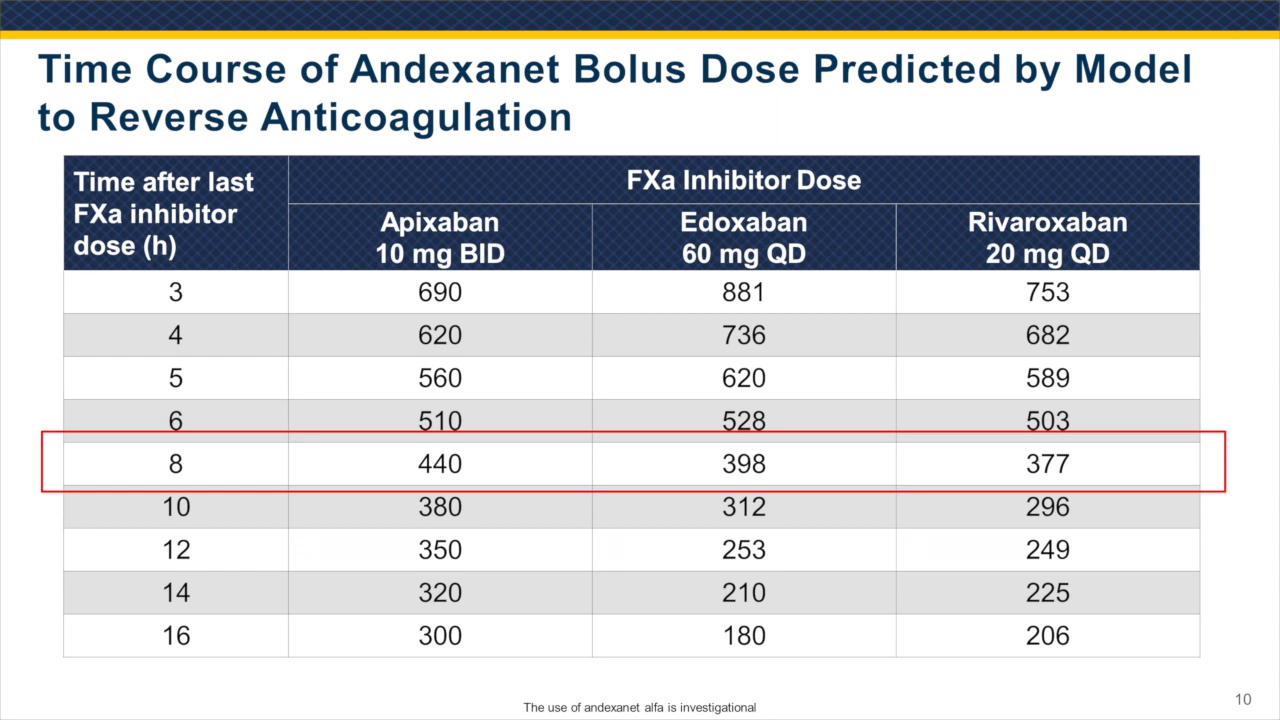 Time Course of Andexanet Bolus Dose Predicted by Model
to Reverse Anticoagulation
Time after last
FXa inhibitor
dose (h)
FXa Inhibitor Dose
Apixaban
10 mg BID
Edoxaban
60 mg QD
Rivaroxaban
20 mg QD
3 690 881 753
4 620 736 682
5 560 620 589
6 510 528 503
8 440 398 377
10 380 312 296
12 350 253 249
14 320 210 225
16 300 180 206
The use of andexanet alfa is investigational
10